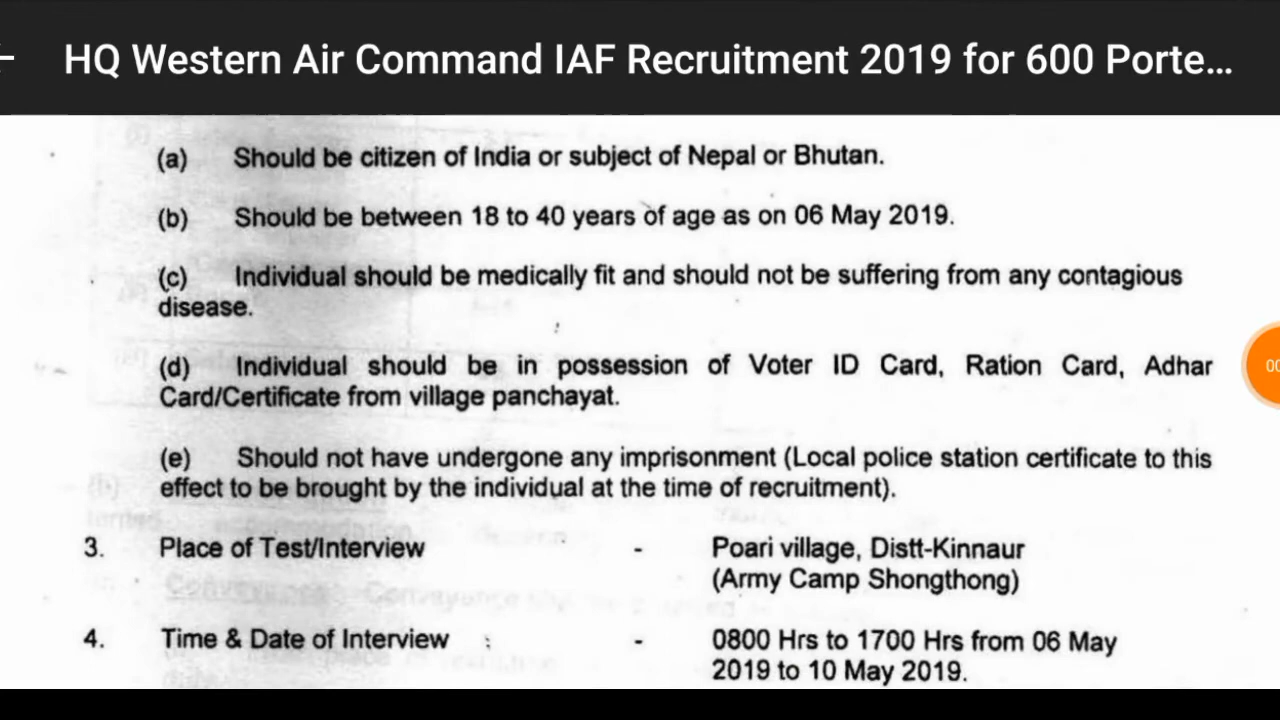 HQ Western Air Command IAF Recruitment 2019 for 600 Porte...
(a) Should be citizen of India or subject of Nepal or Bhutan.
(b) Should be between 18 to 40 years of age as on 06 May 2019.
(c) Individual should be medically fit and should not be suffering from any contagious
disease.
(d) Individual should be in possession of Voter ID Card, Ration Card, Adhar
Card/Certificate from village panchayat.
00
(e) Should not have undergone any imprisonment (Local police station certificate to this
effect to be brought by the individual at the time of recruitment).
3. Place of Test/Interview - Poari village, Distt-Kinnaur
(Army Camp Shongthong)
4. Time & Date of Interview - 0800 Hrs to 1700 Hrs from 06 May
2019 to 10 May 2019.